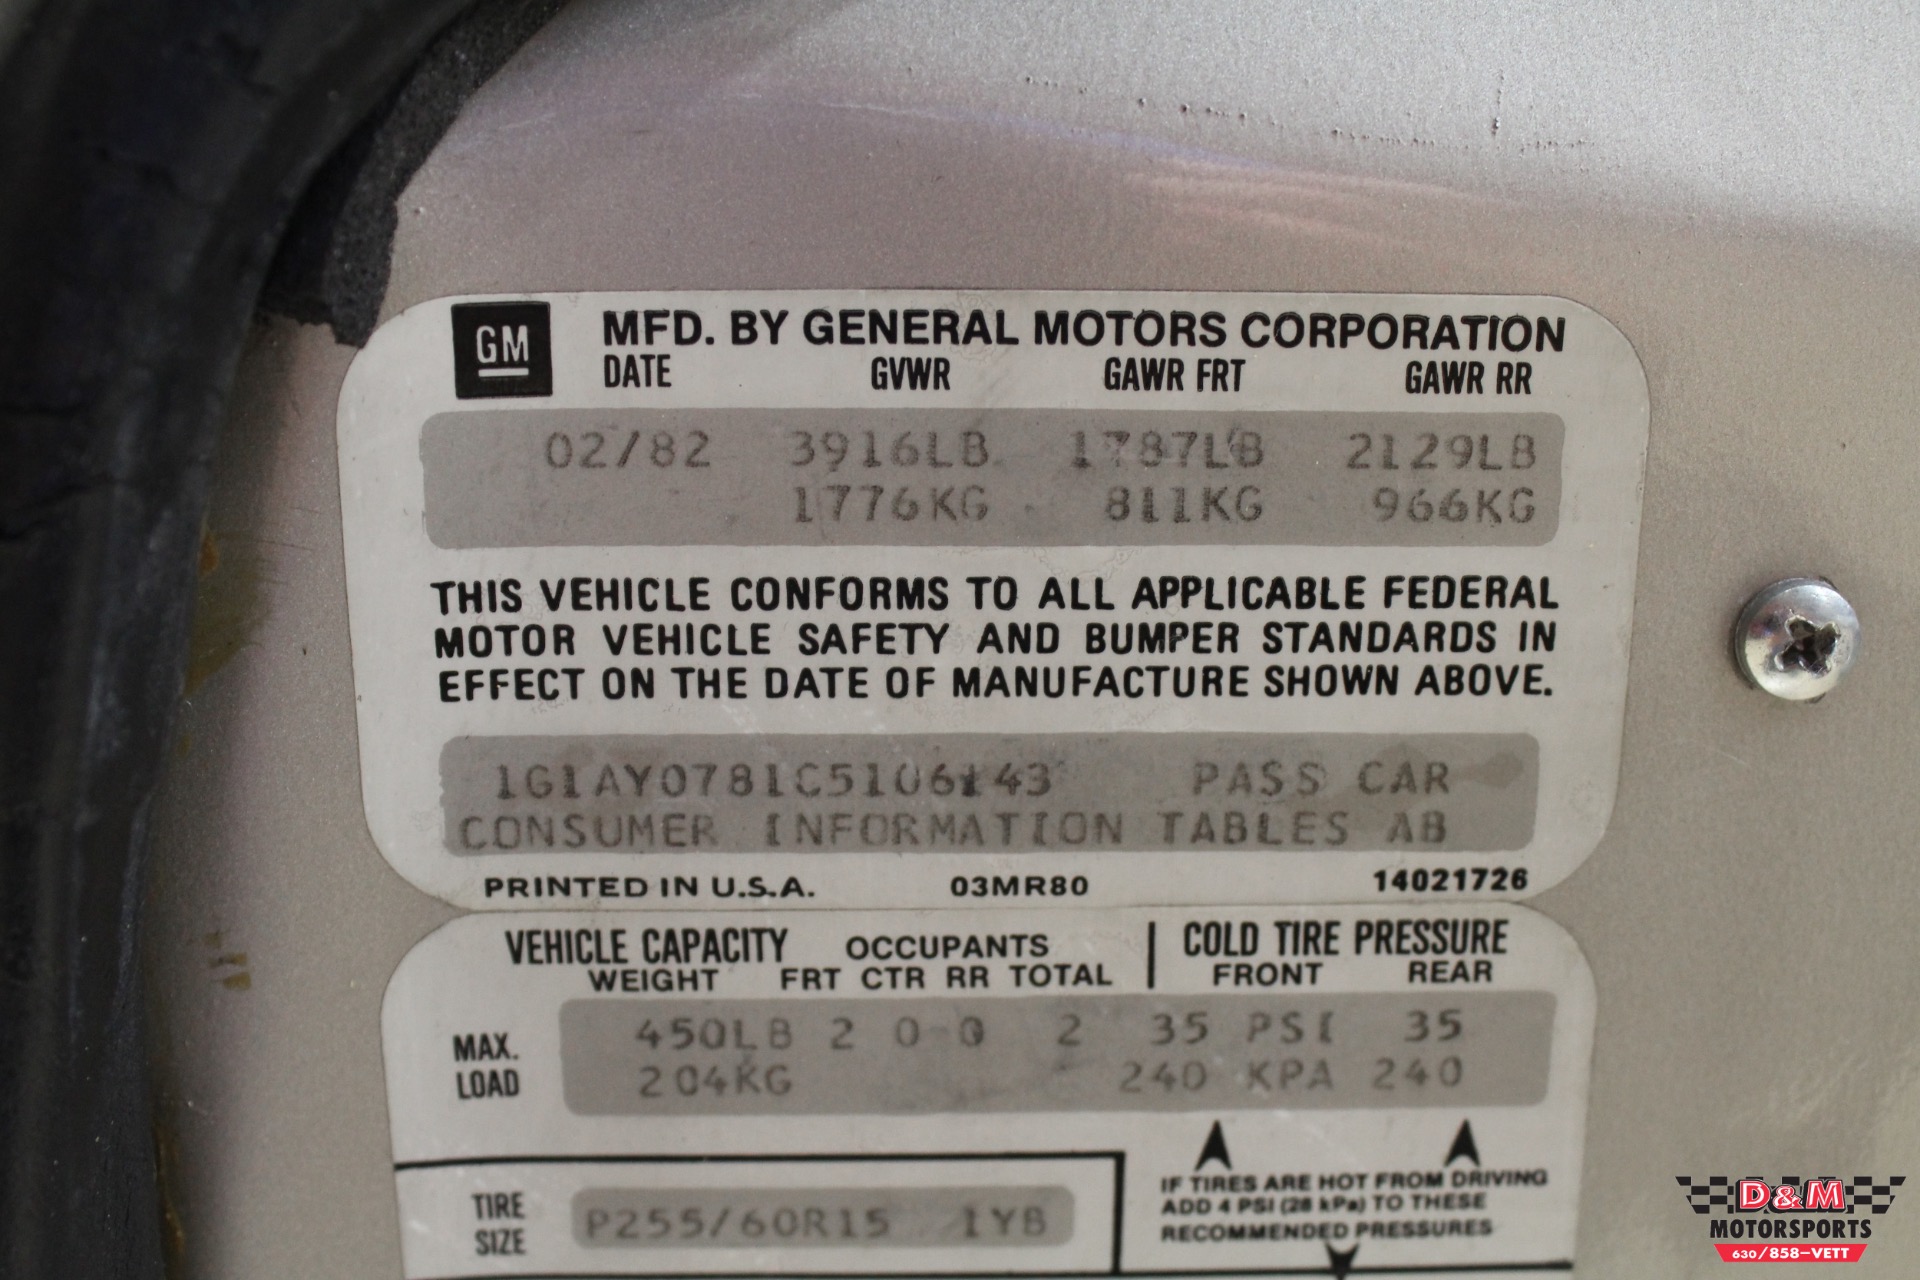 GM
MFD. BY GENERAL MOTORS CORPORATION
DATE GVWR GAWR FRT GAWR RR
02/82 3916LB 1787LB 2129LB
1776KG 811KG 966KG
THIS VEHICLE CONFORMS TO ALL APPLICABLE FEDERAL
MOTOR VEHICLE SAFETY AND BUMPER STANDARDS IN
EFFECT ON THE DATE OF MANUFACTURE SHOWN ABOVE.
1G1AY0781C5106143 PASS CAR
CONSUMER INFORMATION TABLES AB
PRINTED IN U.S.A. 03MR80 14021726
VEHICLE CAPACITY OCCUPANTS COLD TIRE PRESSURE
WEIGHT FRT CTR RR TOTAL FRONT REAR
MAX. LOAD 450LB 2 0 0 2 35 PSI 35
204KG 240 KPA 240
IF TIRES ARE HOT FROM DRIVING
ADD 4 PSI (28 kPa) TO THESE
RECOMMENDED PRESSURES
TIRE SIZE P255/60R15 1YB
D&M
MOTORSPORTS
630/858-VETT